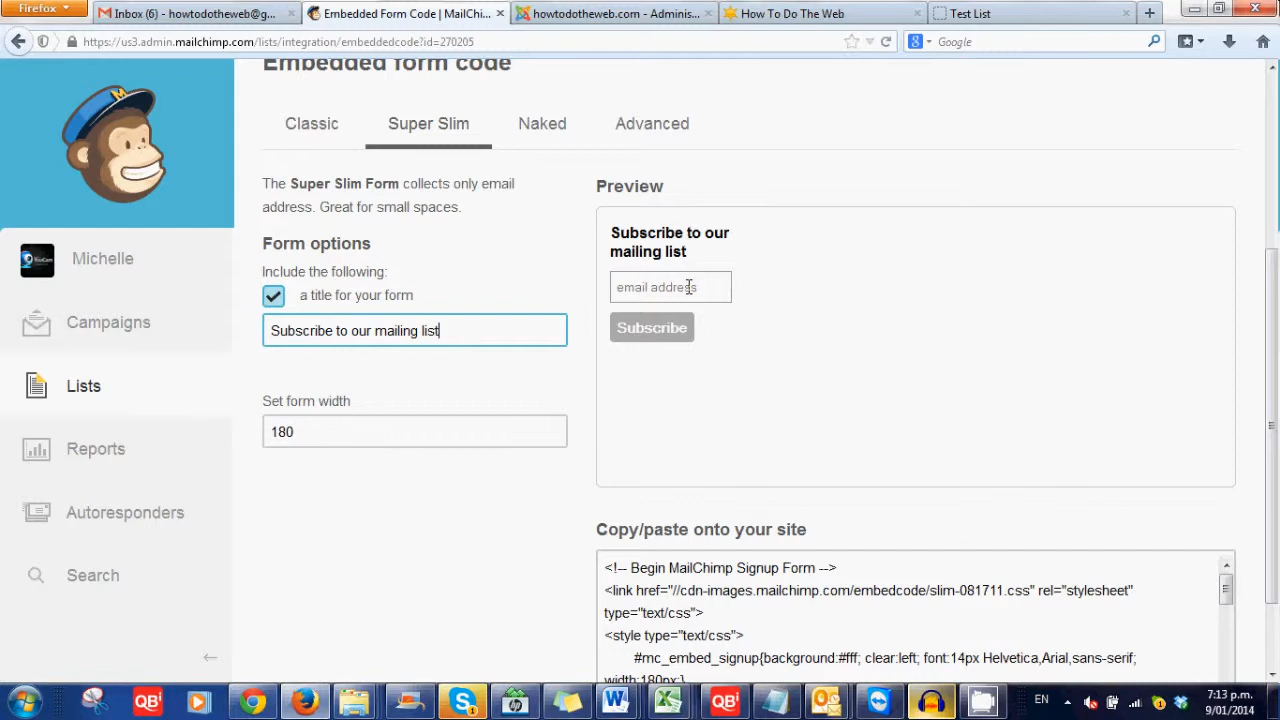 Firefox
Inbox (6) - howtodotheweb@g...
Embedded Form Code | MailChi...
howtodotheweb.com - Adminis...
How To Do The Web
Test List
https://us3.admin.mailchimp.com/lists/integration/embeddedcode?id=270205
Google
Embedded form code
Classic
Super Slim
Naked
Advanced
The Super Slim Form collects only email
address. Great for small spaces.
Form options
Include the following:
a title for your form
Subscribe to our mailing list
Set form width
180
Preview
Subscribe to our
mailing list
email address
Subscribe
Copy/paste onto your site
<!-- Begin MailChimp Signup Form -->
<link href="//cdn-images.mailchimp.com/embedcode/slim-081711.css" rel="stylesheet"
type="text/css">
<style type="text/css">
#mc_embed_signup{background:#fff; clear:left; font:14px Helvetica,Arial,sans-serif;
width:180px;}
Michelle
Campaigns
Lists
Reports
Autoresponders
Search
EN
7:13 p.m.
9/01/2014